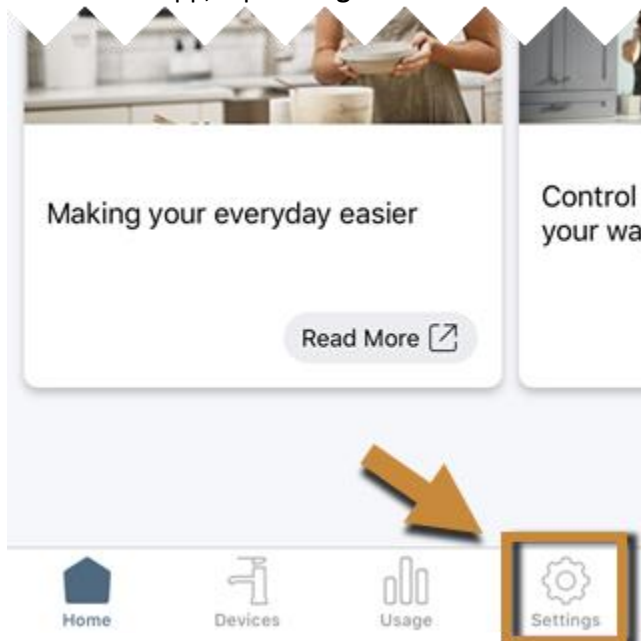 Making your everyday easier
Read More
Control
your wa
Home
Devices
Usage
Settings